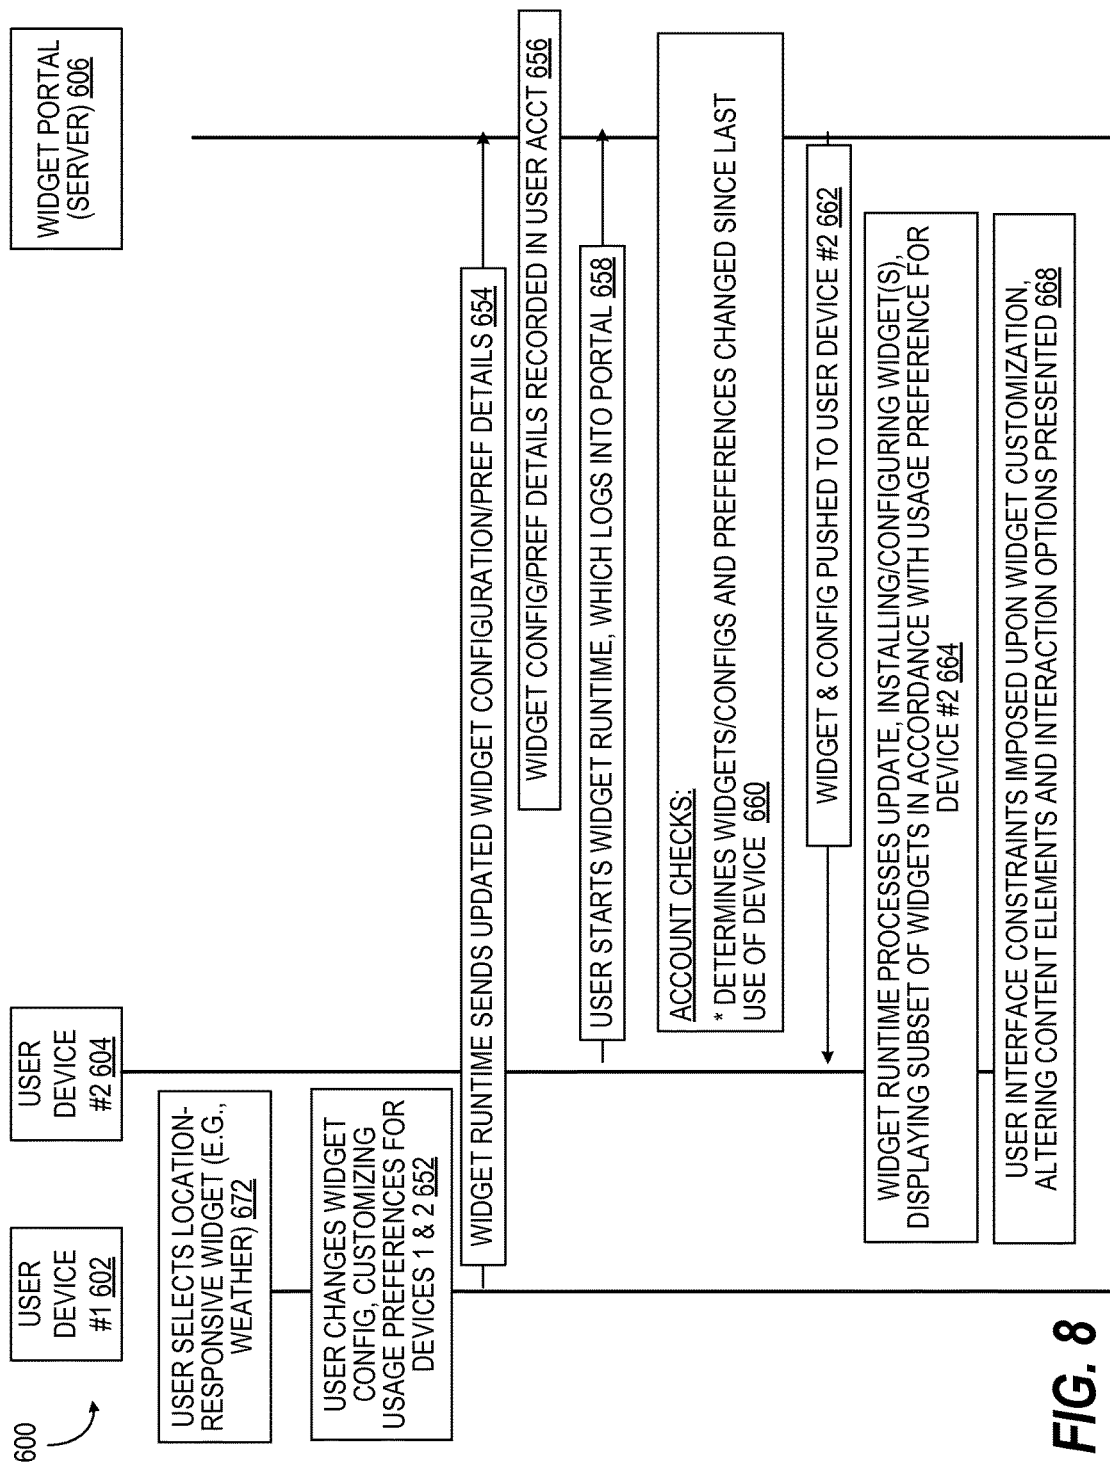 600
USER
DEVICE
#1 602
USER
DEVICE
#2 604
WIDGET PORTAL
(SERVER) 606
USER SELECTS LOCATION-
RESPONSIVE WIDGET (E.G.,
WEATHER) 672
USER CHANGES WIDGET
CONFIG, CUSTOMIZING
USAGE PREFERENCES FOR
DEVICES 1 & 2 652
WIDGET RUNTIME SENDS UPDATED WIDGET CONFIGURATION/PREF DETAILS 654
WIDGET CONFIG/PREF DETAILS RECORDED IN USER ACCT 656
USER STARTS WIDGET RUNTIME, WHICH LOGS INTO PORTAL 658
ACCOUNT CHECKS:
* DETERMINES WIDGETS/CONFIGS AND PREFERENCES CHANGED SINCE LAST
USE OF DEVICE 660
WIDGET & CONFIG PUSHED TO USER DEVICE #2 662
WIDGET RUNTIME PROCESSES UPDATE, INSTALLING/CONFIGURING WIDGET(S),
DISPLAYING SUBSET OF WIDGETS IN ACCORDANCE WITH USAGE PREFERENCE FOR
DEVICE #2 664
USER INTERFACE CONSTRAINTS IMPOSED UPON WIDGET CUSTOMIZATION,
ALTERING CONTENT ELEMENTS AND INTERACTION OPTIONS PRESENTED 668
FIG. 8